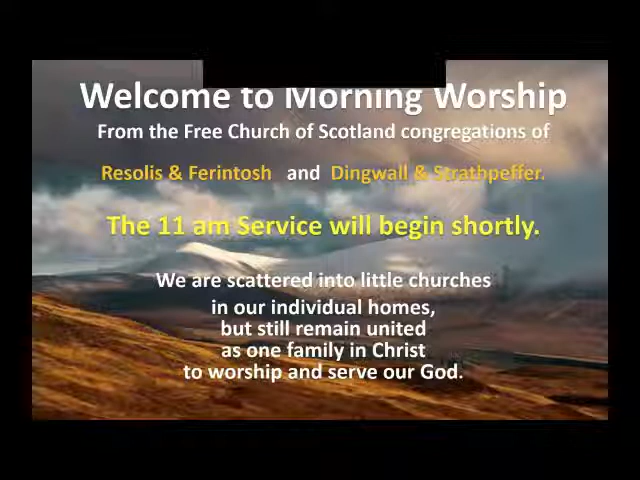 Welcome to Morning Worship
From the Free Church of Scotland congregations of
Resolis & Ferintosh and Dingwall & Strathpeffer.
The 11 am Service will begin shortly.
We are scattered into little churches
in our individual homes,
but still remain united
as one family in Christ
to worship and serve our God.